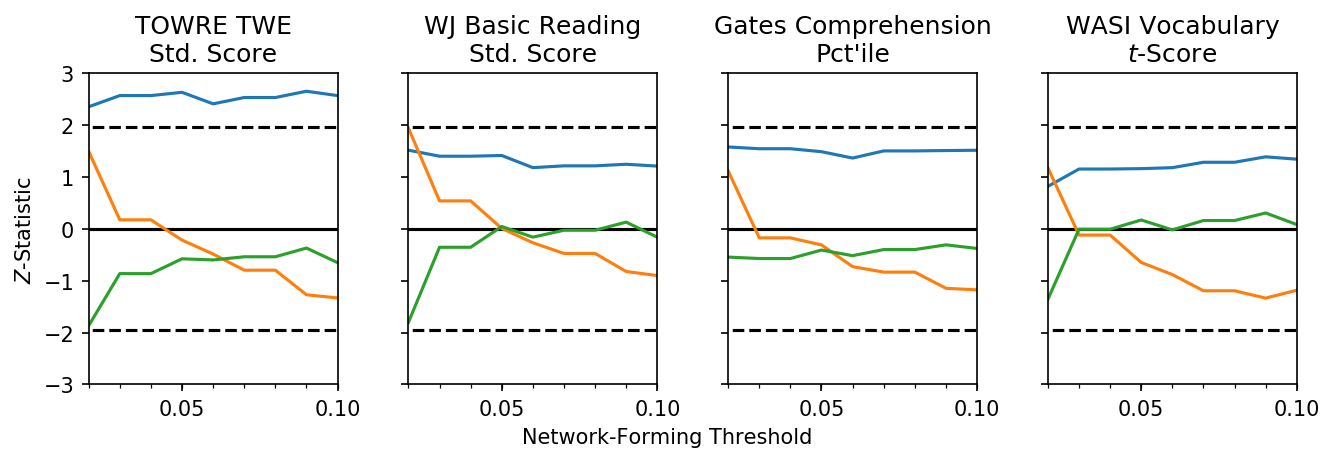 TOWRE TWE
Std. Score
WJ Basic Reading
Std. Score
Gates Comprehension
Pct'ile
WASI Vocabulary
t-Score
Z-Statistic
3
2
1
0
−1
−2
−3
0.05 0.10
0.05 0.10
0.05 0.10
0.05 0.10
Network-Forming Threshold